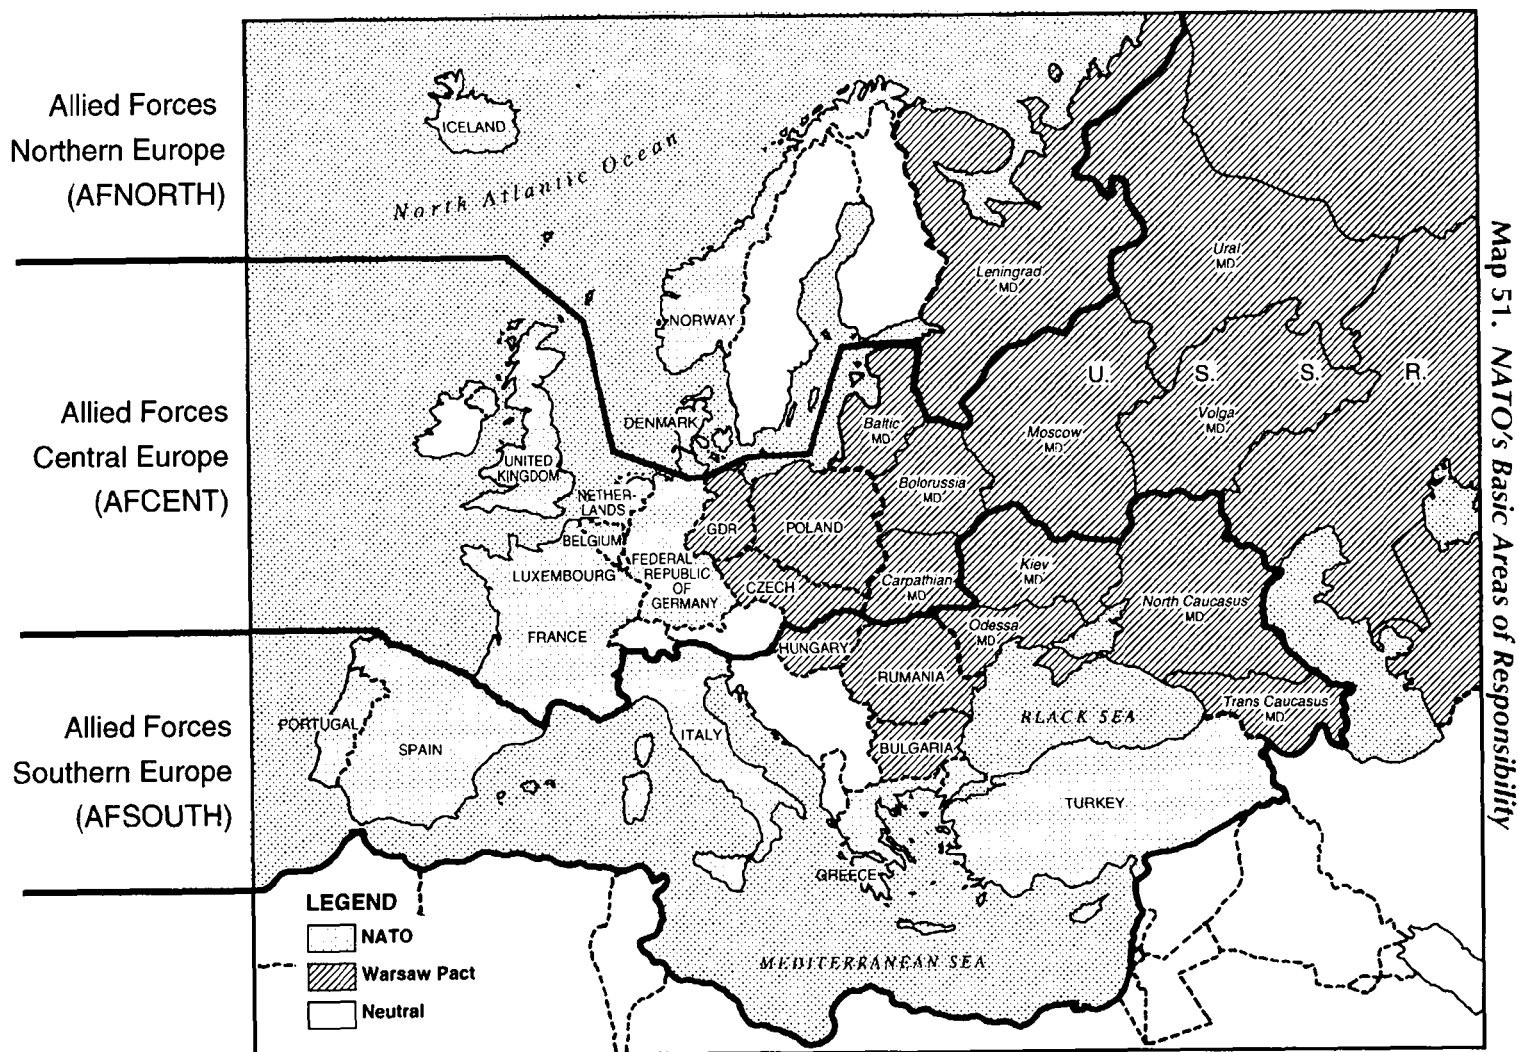 Allied Forces
Northern Europe
(AFNORTH)
Allied Forces
Central Europe
(AFCENT)
Allied Forces
Southern Europe
(AFSOUTH)
Map 51. NATO's Basic Areas of Responsibility
ICELAND
North Atlantic Ocean
NORWAY
DENMARK
UNITED
KINGDOM
NETHER-
LANDS
BELGIUM
LUXEMBOURG
FEDERAL
REPUBLIC
OF
GERMANY
FRANCE
PORTUGAL
SPAIN
ITALY
GREECE
TURKEY
GDR
POLAND
CZECH
HUNGARY
RUMANIA
BULGARIA
BLACK SEA
MEDITERRANEAN SEA
Leningrad
MD
Ural
MD
U. S. S. R.
Baltic
MD
Moscow
MD
Volga
MD
Bolorussia
MD
Carpathian
MD
Kiev
MD
Odessa
MD
North Caucasus
MD
Trans Caucasus
MD
LEGEND
NATO
Warsaw Pact
Neutral